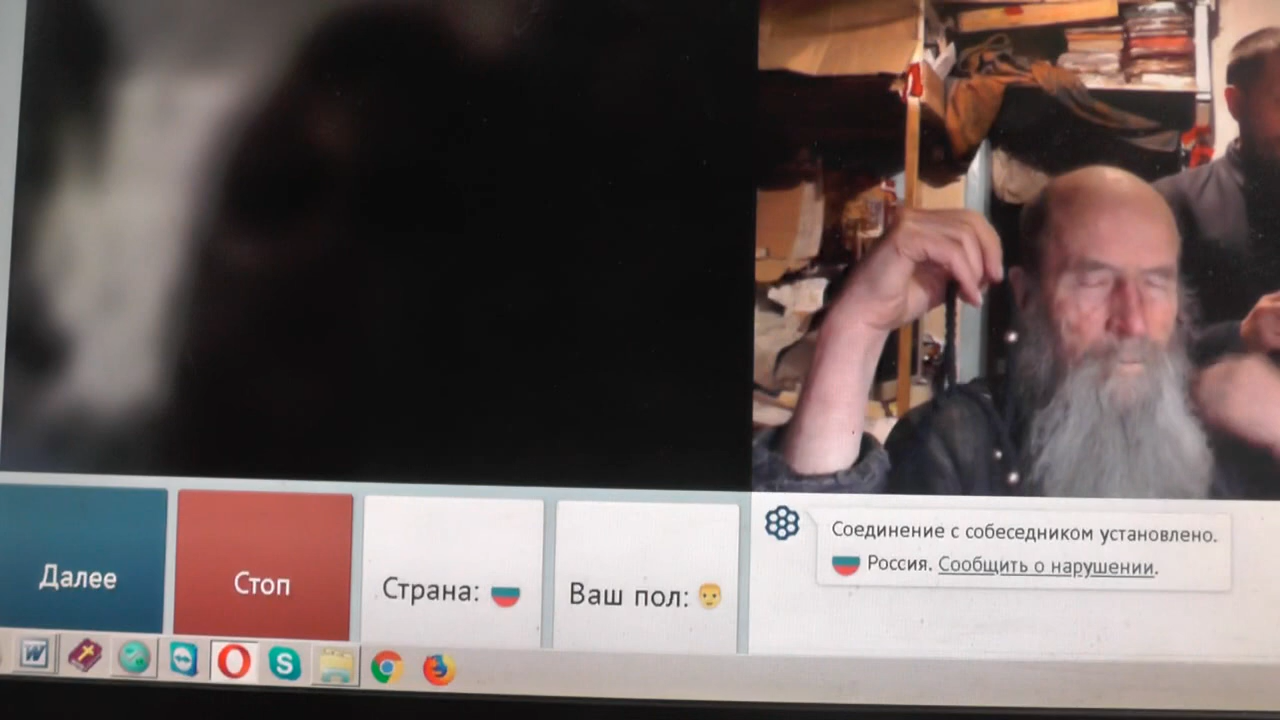 Далее
Стоп
Страна:
Ваш пол:
Соединение с собеседником установлено.
Россия. Сообщить о нарушении.
W
S